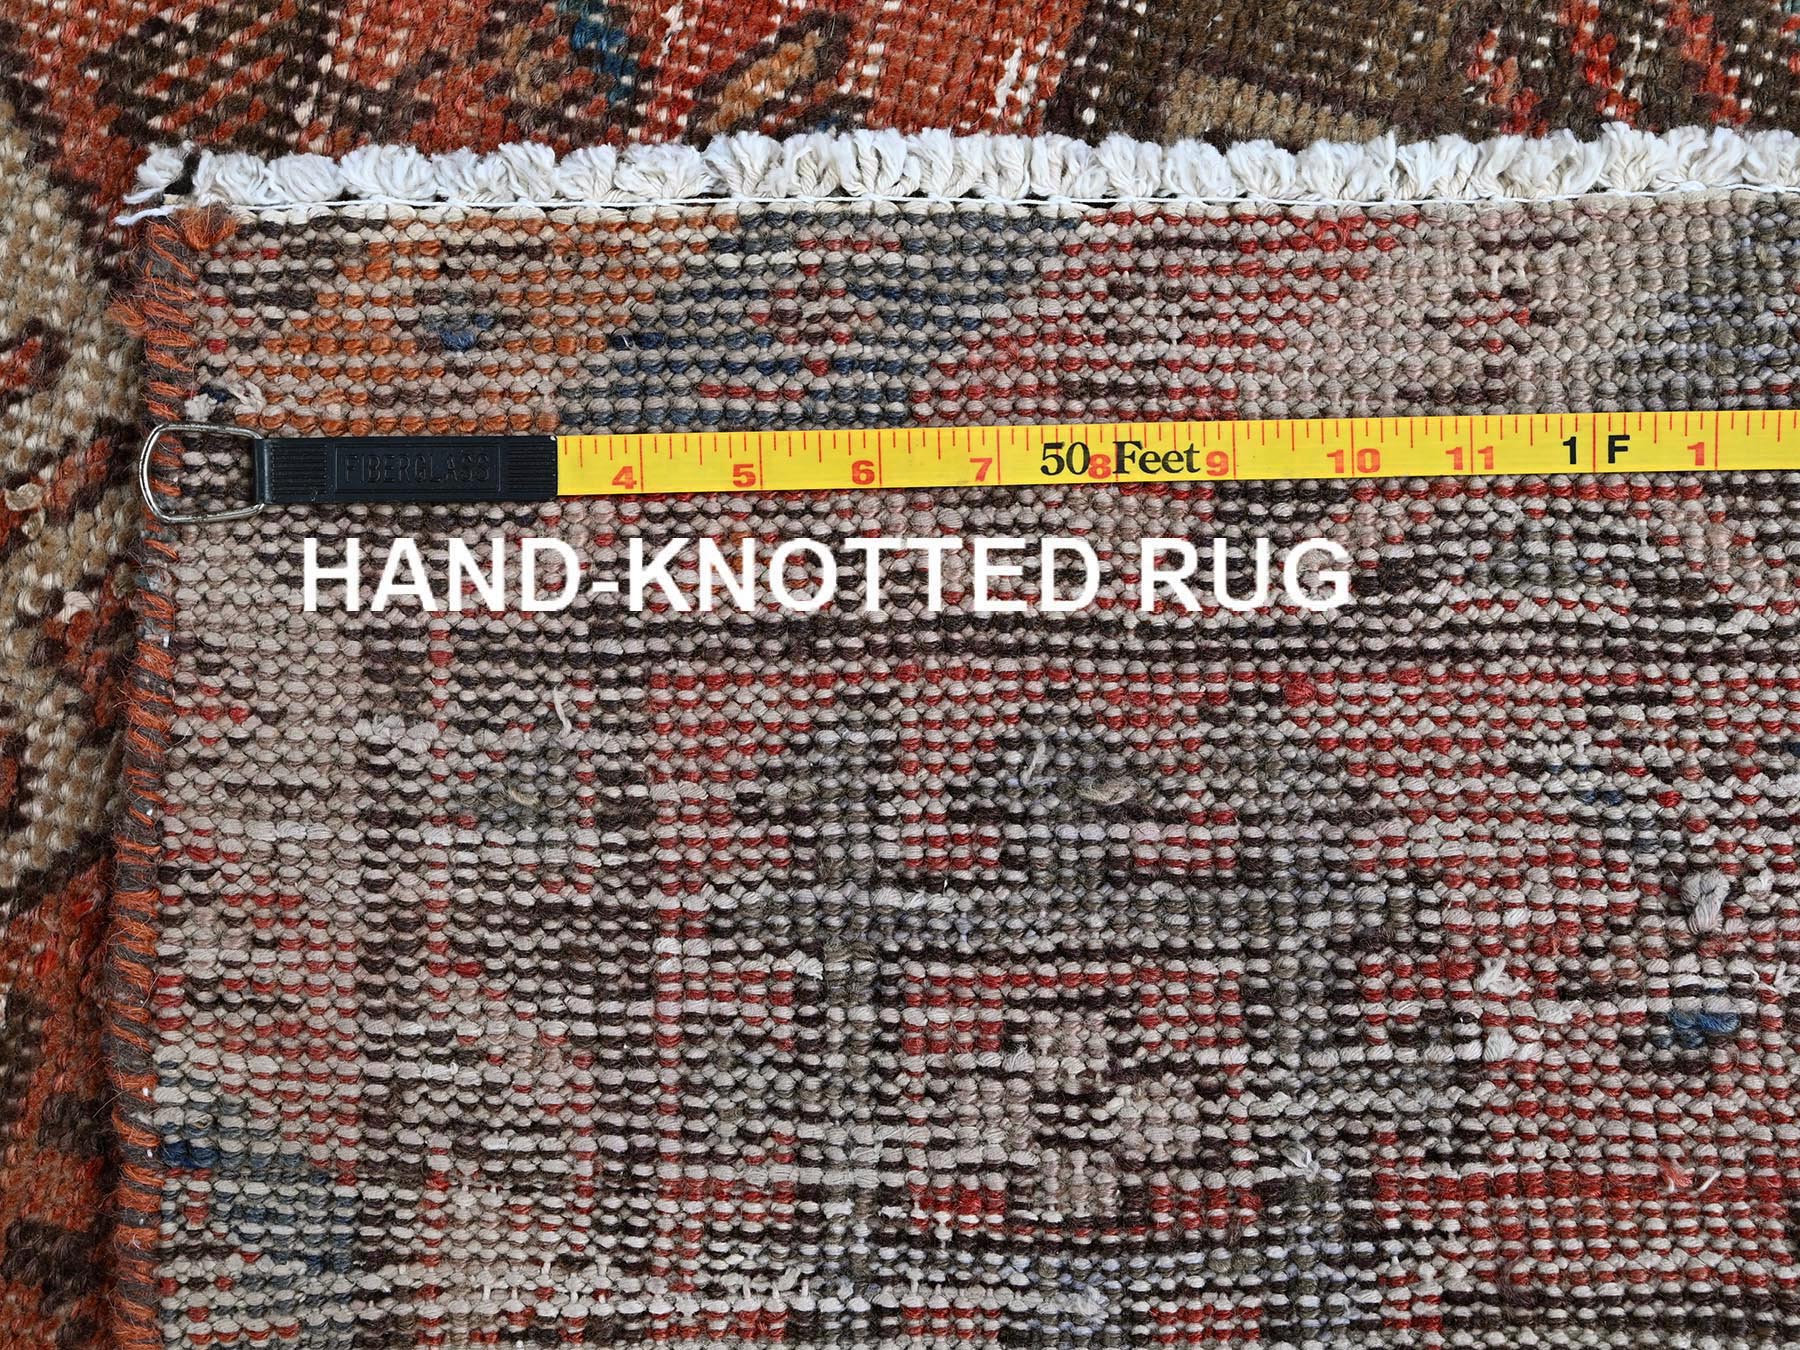 FIBERGLASS
4 5 6 7 50 8 Feet 9 10 11 1 F 1
HAND-KNOTTED RUG